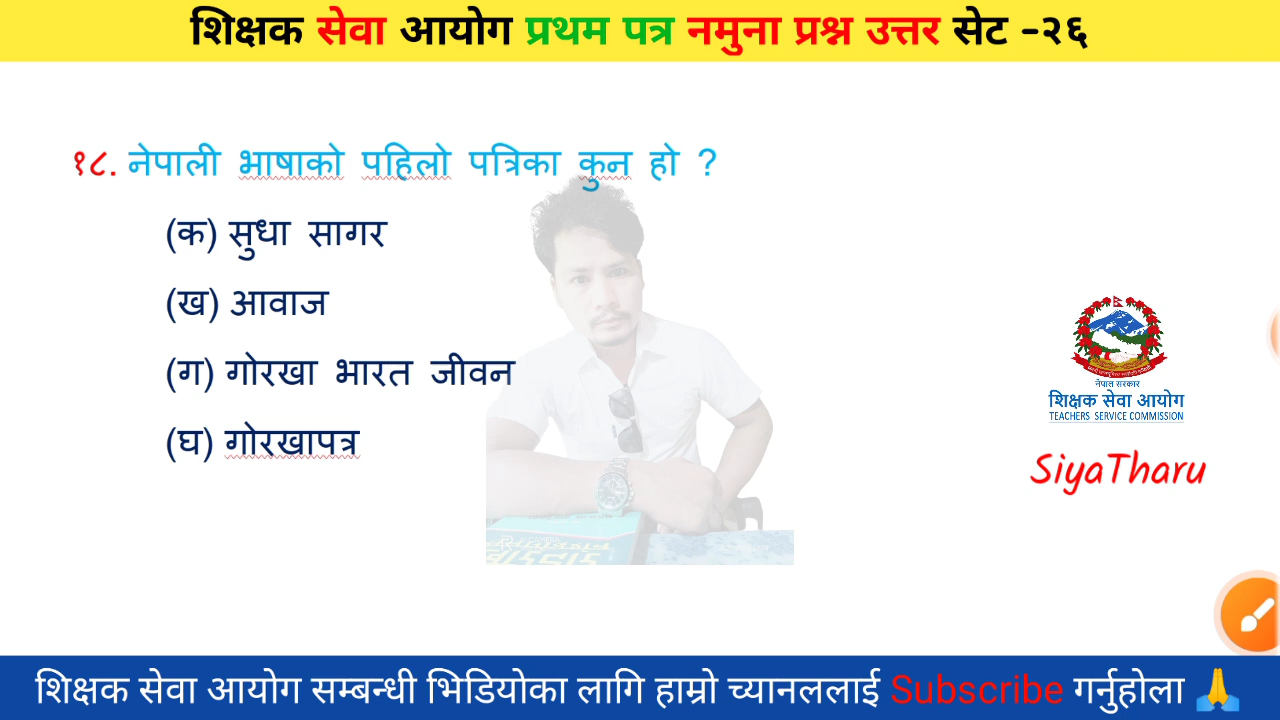 शिक्षक सेवा आयोग प्रथम पत्र नमुना प्रश्न उत्तर सेट -२६
१८. नेपाली भाषाको पहिलो पत्रिका कुन हो ?
(क) सुधा सागर
(ख) आवाज
(ग) गोरखा भारत जीवन
(घ) गोरखापत्र
नेपाल सरकार
शिक्षक सेवा आयोग
TEACHERS SERVICE COMMISSION
SiyaTharu
शिक्षक सेवा आयोग सम्बन्धी भिडियोका लागि हाम्रो च्यानललाई Subscribe गर्नुहोला 🙏